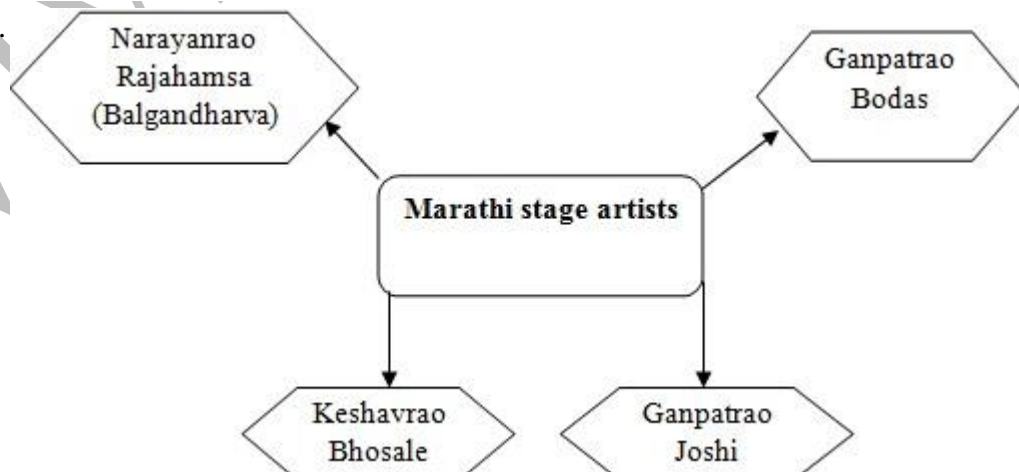 Narayanrao
Rajahamsa
(Balgandharva)
Ganpatrao
Bodas
Marathi stage artists
Keshavrao
Bhosale
Ganpatrao
Joshi